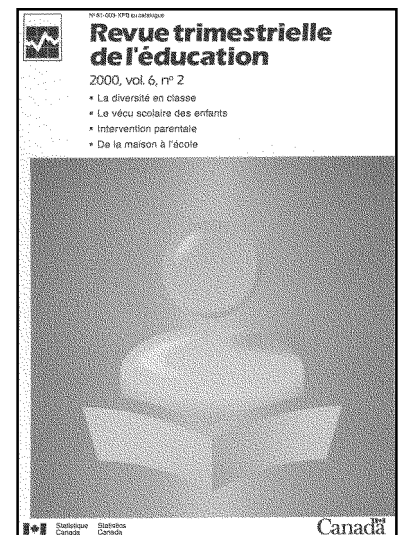 N° 81-003-XPB au catalogue
Revue trimestrielle
de l'éducation
2000, vol. 6, n° 2
* La diversité en classe
* Le vécu scolaire des enfants
* Intervention parentale
* De la maison à l'école
Statistique Canada
Statistics Canada
Canada